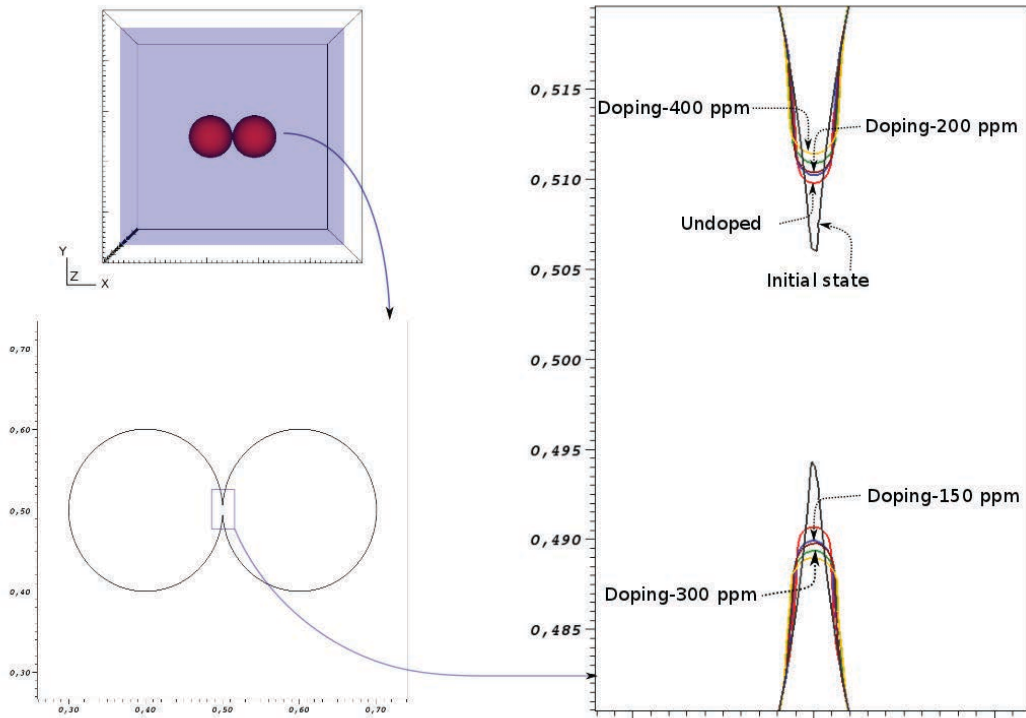 Y
Z
X
0,70
0,60
0,50
0,40
0,30
0,30
0,40
0,50
0,60
0,70
0,515
0,510
0,505
0,500
0,495
0,490
0,485
Doping-400 ppm
Doping-200 ppm
Undoped
Initial state
Doping-150 ppm
Doping-300 ppm